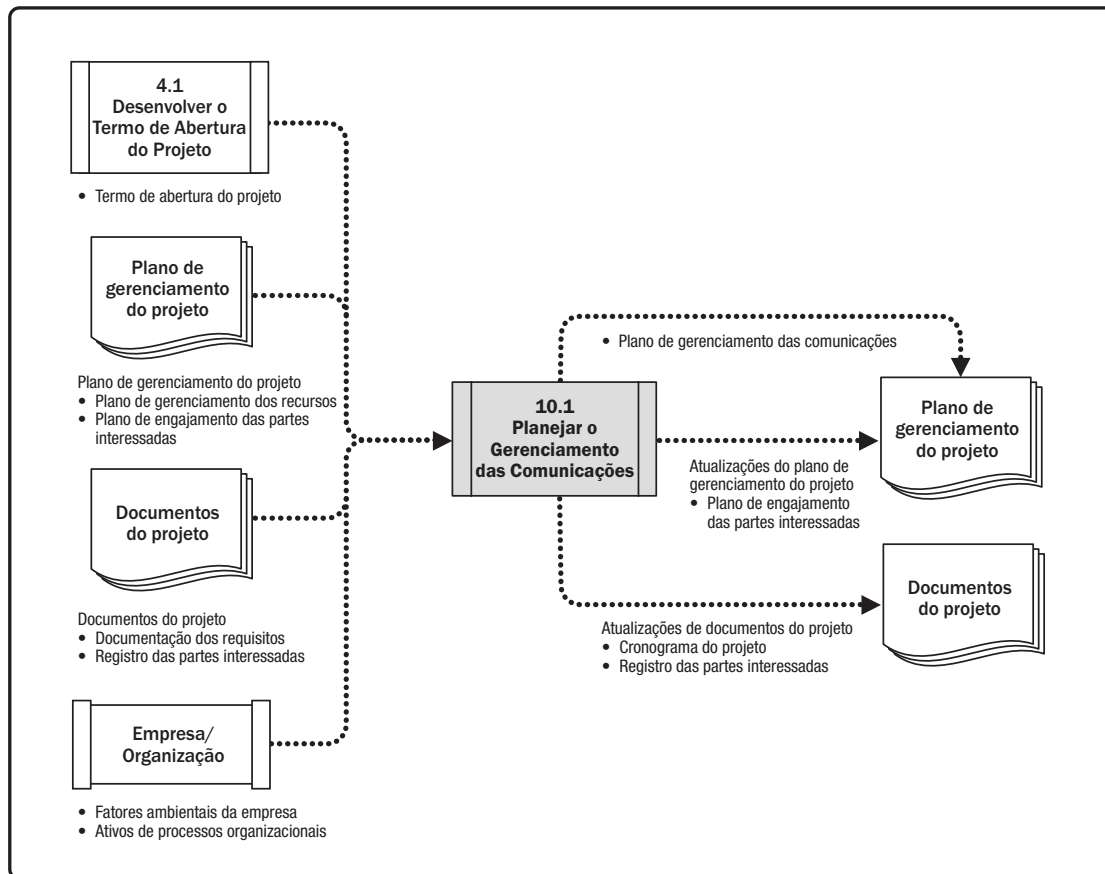 4.1
Desenvolver o
Termo de Abertura
do Projeto
• Termo de abertura do projeto
Plano de
gerenciamento
do projeto
Plano de gerenciamento do projeto
• Plano de gerenciamento dos recursos
• Plano de engajamento das partes
interessadas
Documentos
do projeto
Documentos do projeto
• Documentação dos requisitos
• Registro das partes interessadas
Empresa/
Organização
• Fatores ambientais da empresa
• Ativos de processos organizacionais
10.1
Planejar o
Gerenciamento
das Comunicações
• Plano de gerenciamento das comunicações
Plano de
gerenciamento
do projeto
Atualizações do plano de
gerenciamento do projeto
• Plano de engajamento
das partes interessadas
Documentos
do projeto
Atualizações de documentos do projeto
• Cronograma do projeto
• Registro das partes interessadas